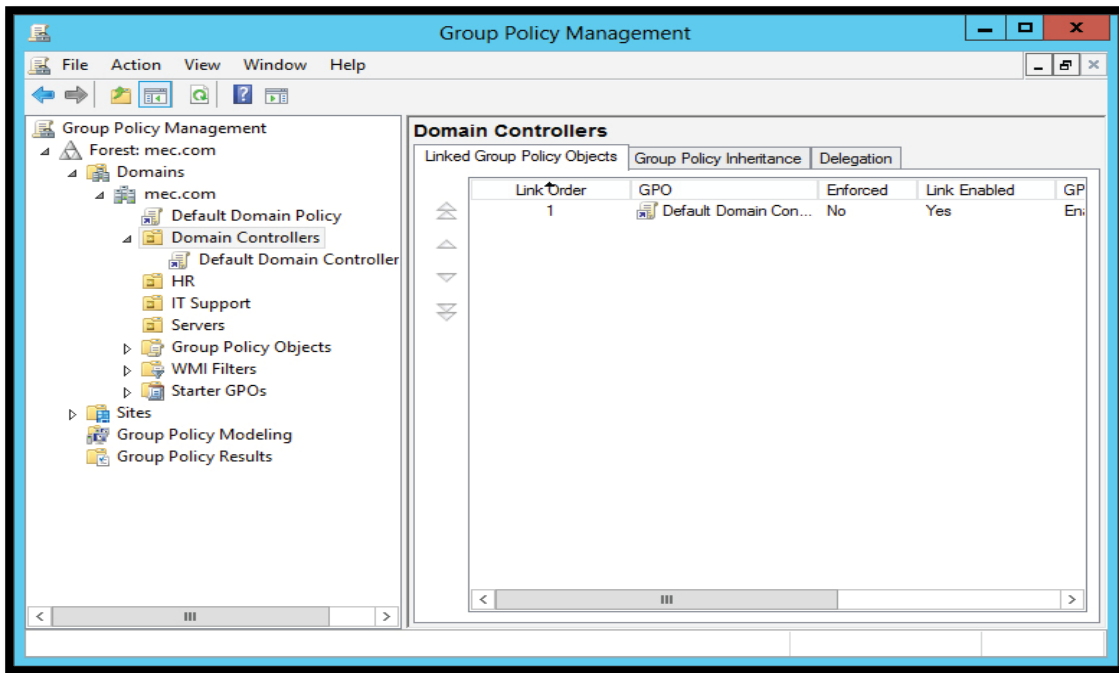 Group Policy Management
File Action View Window Help
Group Policy Management
Forest: mec.com
Domains
mec.com
Default Domain Policy
Domain Controllers
Default Domain Controller
HR
IT Support
Servers
Group Policy Objects
WMI Filters
Starter GPOs
Sites
Group Policy Modeling
Group Policy Results
Domain Controllers
Linked Group Policy Objects Group Policy Inheritance Delegation
Link Order GPO Enforced Link Enabled GP
1 Default Domain Con... No Yes En